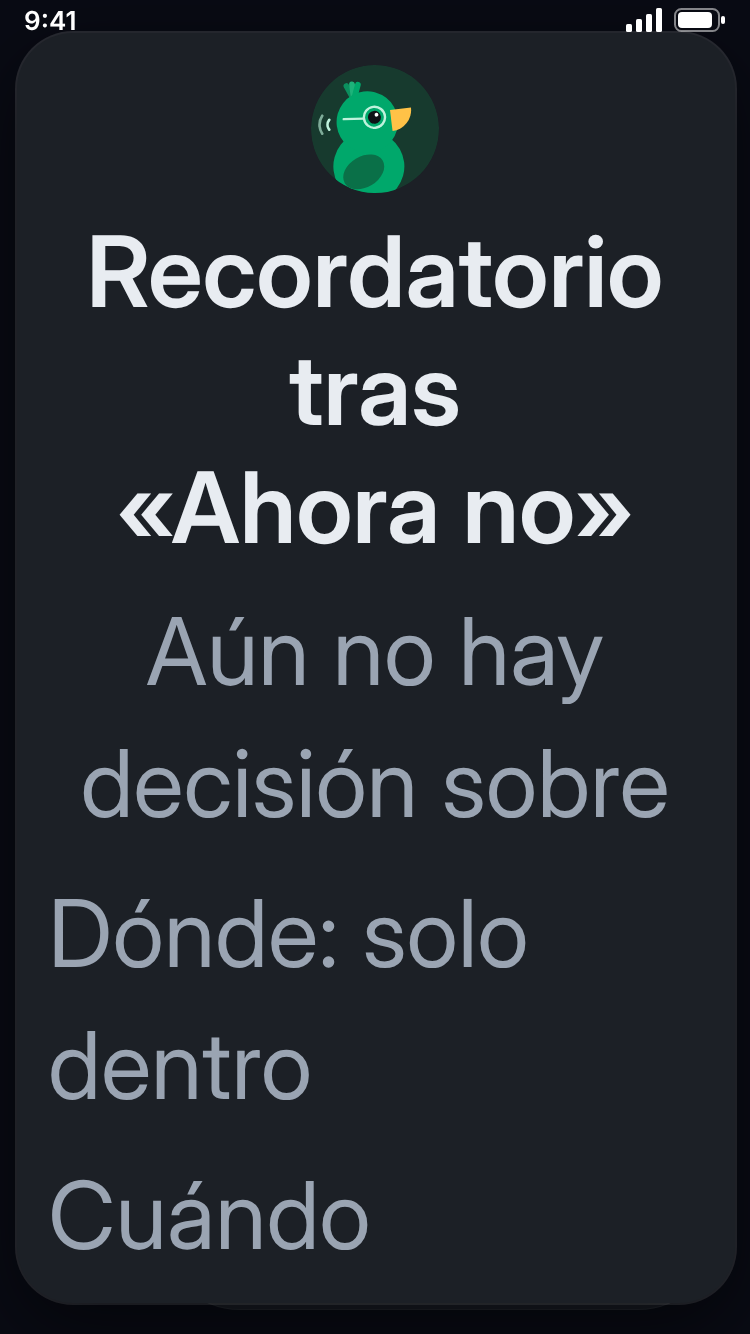 9:41
Recordatorio
tras
«Ahora no»
Aún no hay
decisión sobre
Dónde: solo
dentro
Cuándo